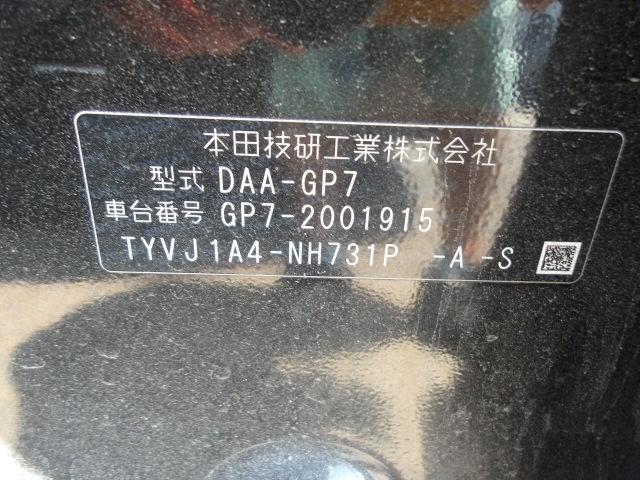 本田技研工業株式会社
型式 DAA-GP7
車台番号 GP7-2001915
TYVJ1A4-NH731P -A -S